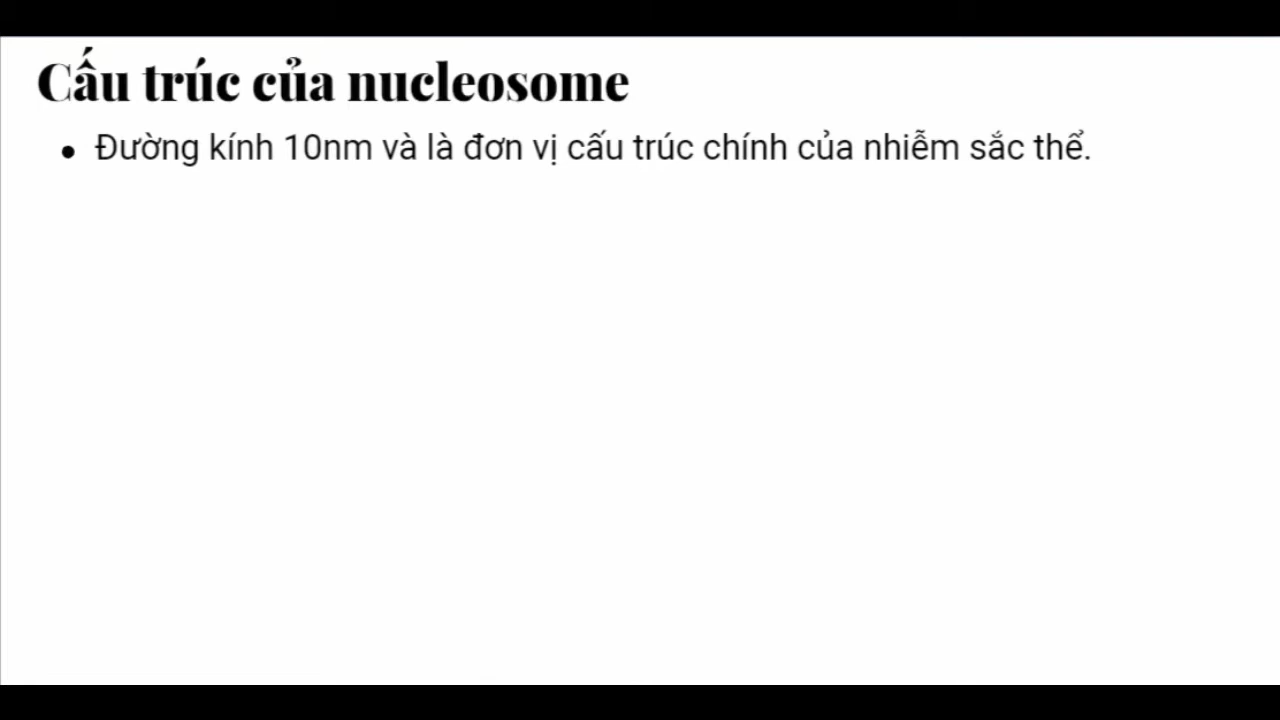 Cấu trúc của nucleosome
• Đường kính 10nm và là đơn vị cấu trúc chính của nhiễm sắc thể.